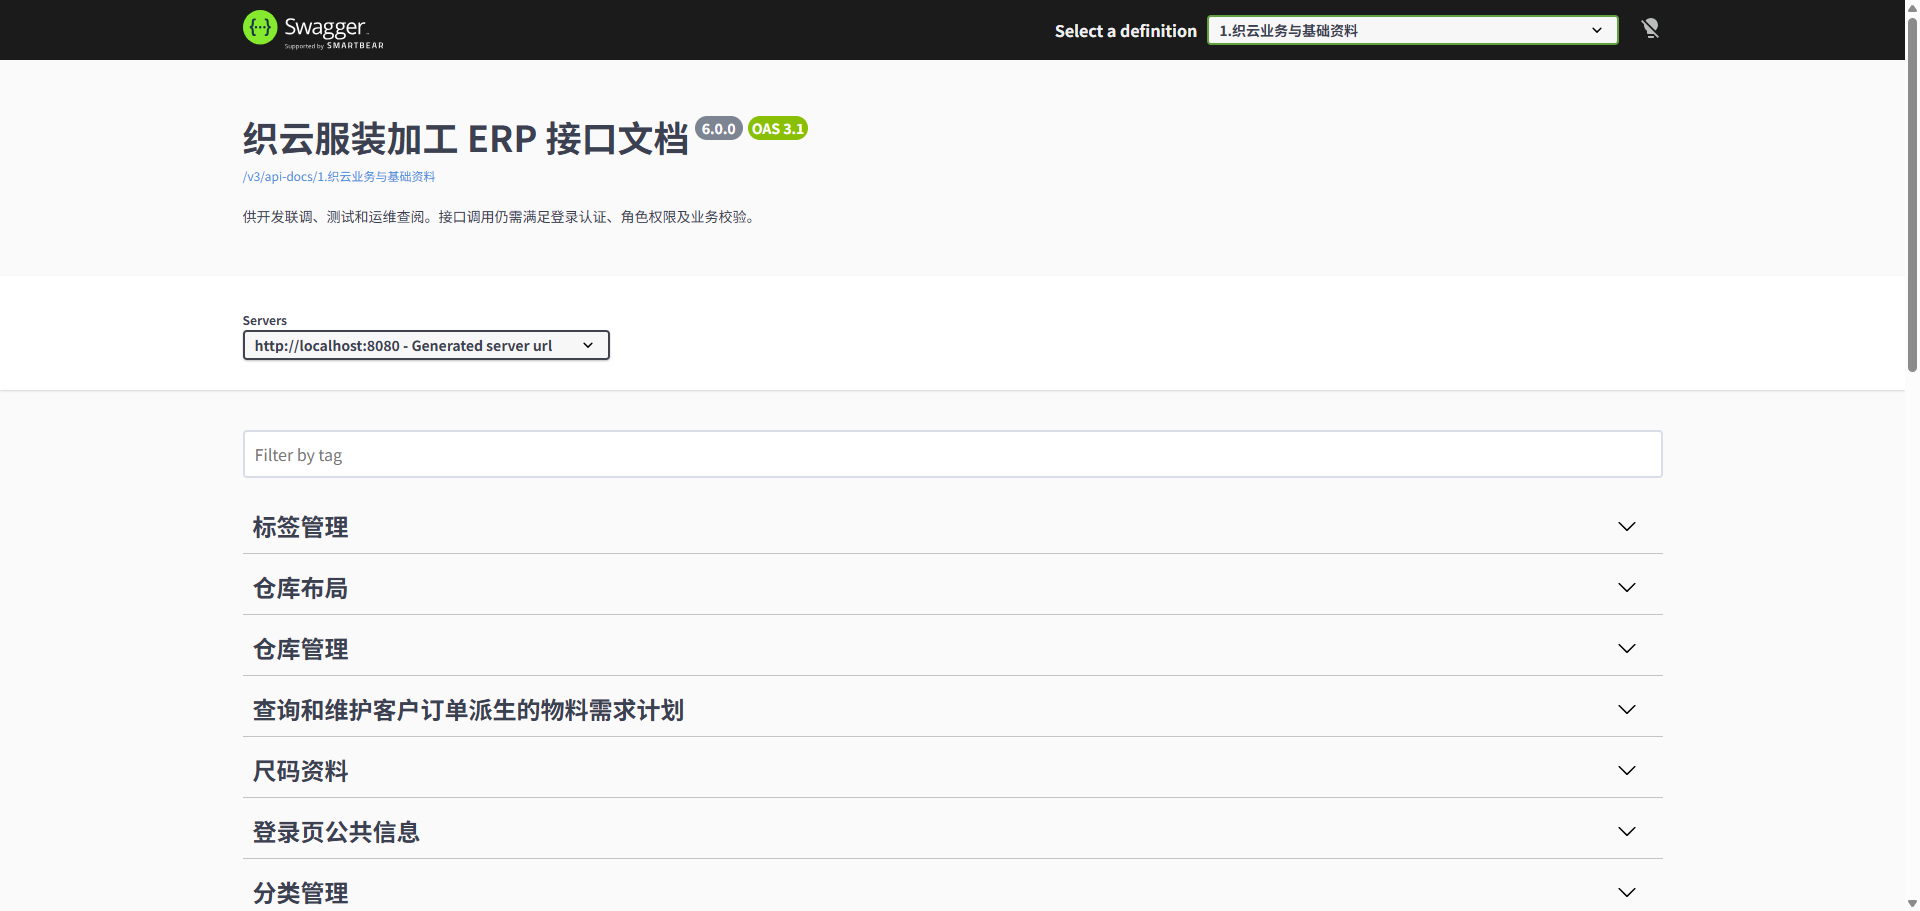 Swagger
Supported by SMARTBEAR
Select a definition
1.织云业务与基础资料
织云服装加工 ERP 接口文档 6.0.0 OAS 3.1
/v3/api-docs/1.织云业务与基础资料
供开发联调、测试和运维查阅。接口调用仍需满足登录认证、角色权限及业务校验。
Servers
http://localhost:8080 - Generated server url
Filter by tag
标签管理
仓库布局
仓库管理
查询和维护客户订单派生的物料需求计划
尺码资料
登录页公共信息
分类管理